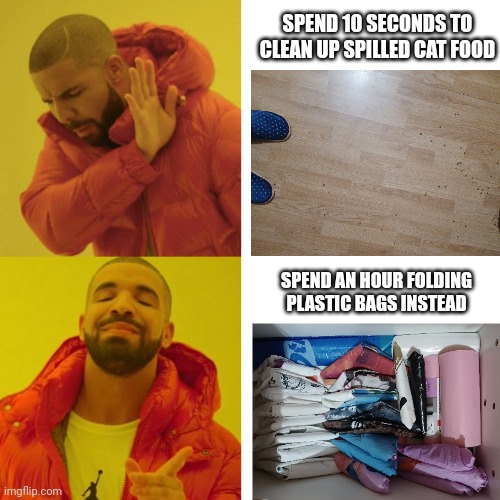 SPEND 10 SECONDS TO
CLEAN UP SPILLED CAT FOOD
SPEND AN HOUR FOLDING
PLASTIC BAGS INSTEAD
imgflip.com